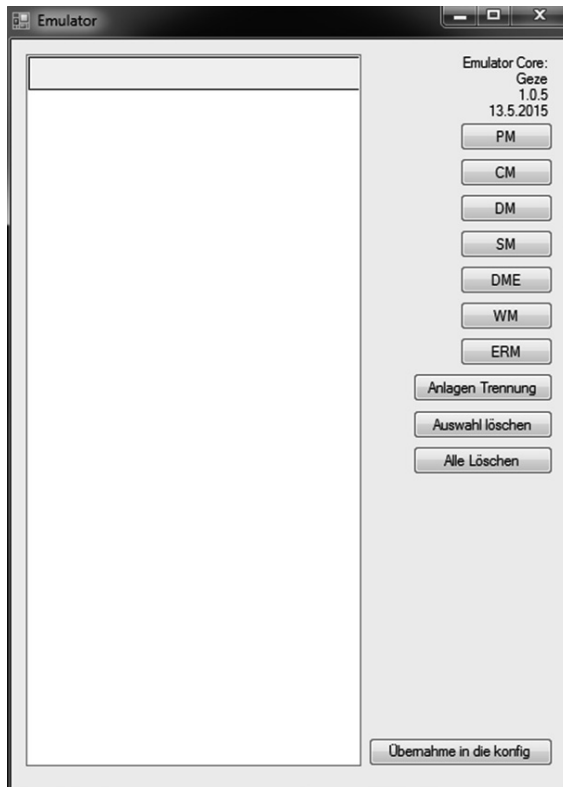 Emulator
Emulator Core:
Geze
1.0.5
13.5.2015
PM
CM
DM
SM
DME
WM
ERM
Anlagen Trennung
Auswahl löschen
Alle Löschen
Übernahme in die konfig